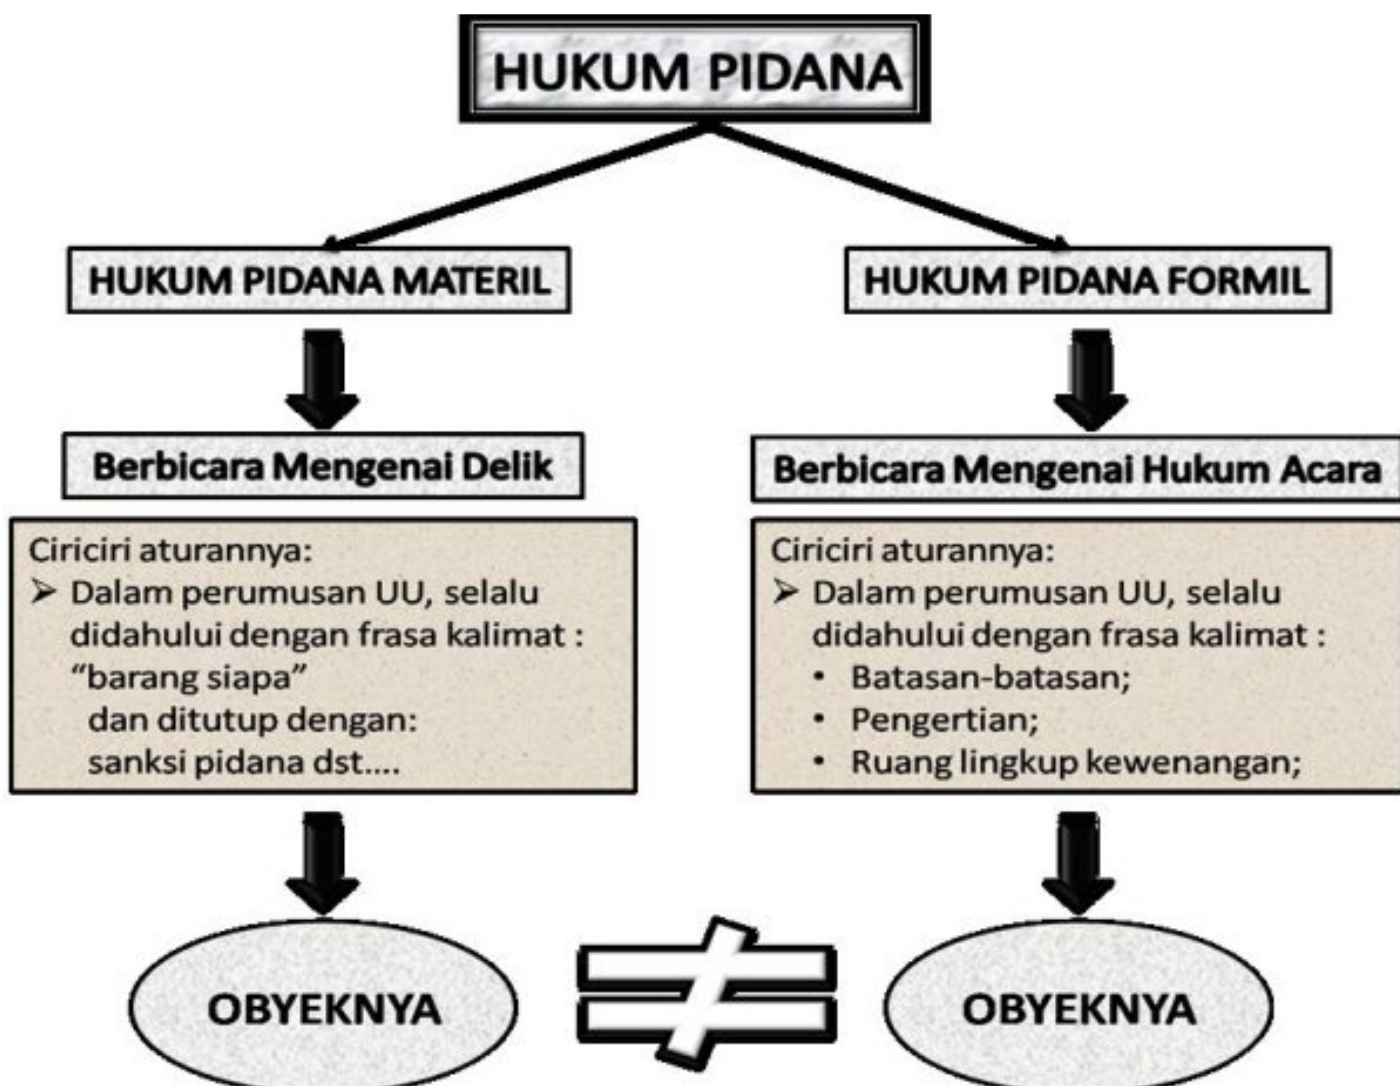 HUKUM PIDANA
HUKUM PIDANA MATERIL
Berbicara Mengenai Delik
Ciriciri aturannya:
➢ Dalam perumusan UU, selalu
didahului dengan frasa kalimat :
“barang siapa”
dan ditutup dengan:
sanksi pidana dst....
OBYEKNYA
≠
HUKUM PIDANA FORMIL
Berbicara Mengenai Hukum Acara
Ciriciri aturannya:
➢ Dalam perumusan UU, selalu
didahului dengan frasa kalimat :
• Batasan-batasan;
• Pengertian;
• Ruang lingkup kewenangan;
OBYEKNYA